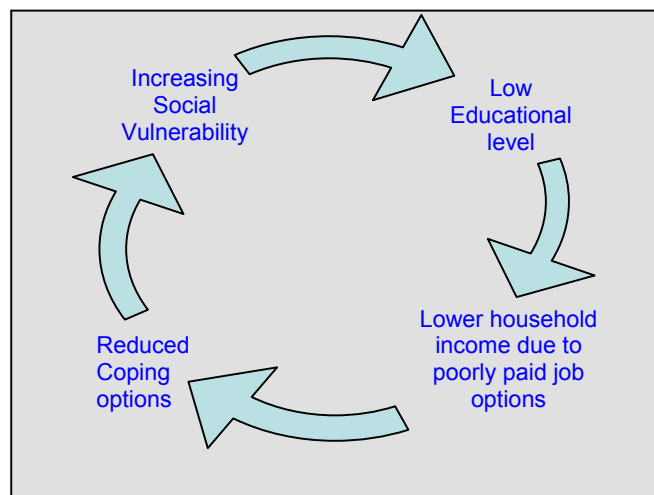 Increasing
Social
Vulnerability
Low
Educational
level
Lower household
income due to
poorly paid job
options
Reduced
Coping
options